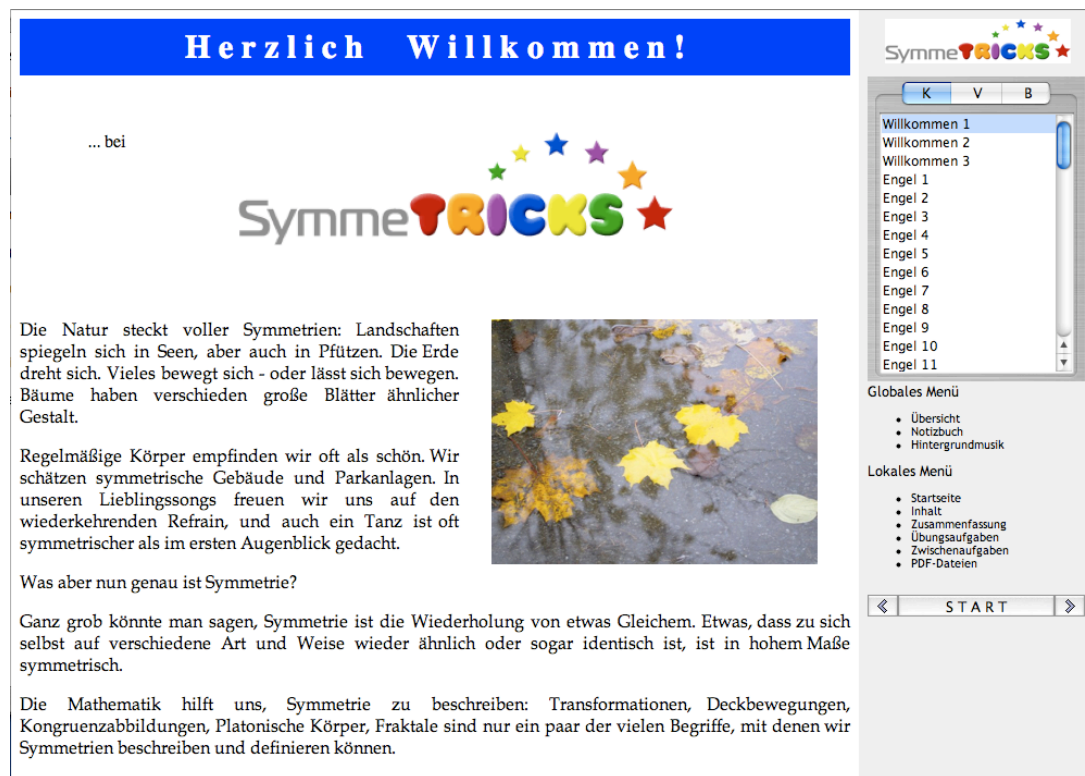 Herzlich Willkommen!
... bei
SymmeTRICKS
Die Natur steckt voller Symmetrien: Landschaften
spiegeln sich in Seen, aber auch in Pfützen. Die Erde
dreht sich. Vieles bewegt sich - oder lässt sich bewegen.
Bäume haben verschieden große Blätter ähnlicher
Gestalt.
Regelmäßige Körper empfinden wir oft als schön. Wir
schätzen symmetrische Gebäude und Parkanlagen. In
unseren Lieblingssongs freuen wir uns auf den
wiederkehrenden Refrain, und auch ein Tanz ist oft
symmetrischer als im ersten Augenblick gedacht.
Was aber nun genau ist Symmetrie?
Ganz grob könnte man sagen, Symmetrie ist die Wiederholung von etwas Gleichem. Etwas, dass zu sich
selbst auf verschiedene Art und Weise wieder ähnlich oder sogar identisch ist, ist in hohem Maße
symmetrisch.
Die Mathematik hilft uns, Symmetrie zu beschreiben: Transformationen, Deckbewegungen,
Kongruenzabbildungen, Platonische Körper, Fraktale sind nur ein paar der vielen Begriffe, mit denen wir
Symmetrien beschreiben und definieren können.
SymmeTRICKS
K V B
Willkommen 1
Willkommen 2
Willkommen 3
Engel 1
Engel 2
Engel 3
Engel 4
Engel 5
Engel 6
Engel 7
Engel 8
Engel 9
Engel 10
Engel 11
Globales Menü
Übersicht
Notizbuch
Hintergrundmusik
Lokales Menü
Startseite
Inhalt
Zusammenfassung
Übungsaufgaben
Zwischenaufgaben
PDF-Dateien
START